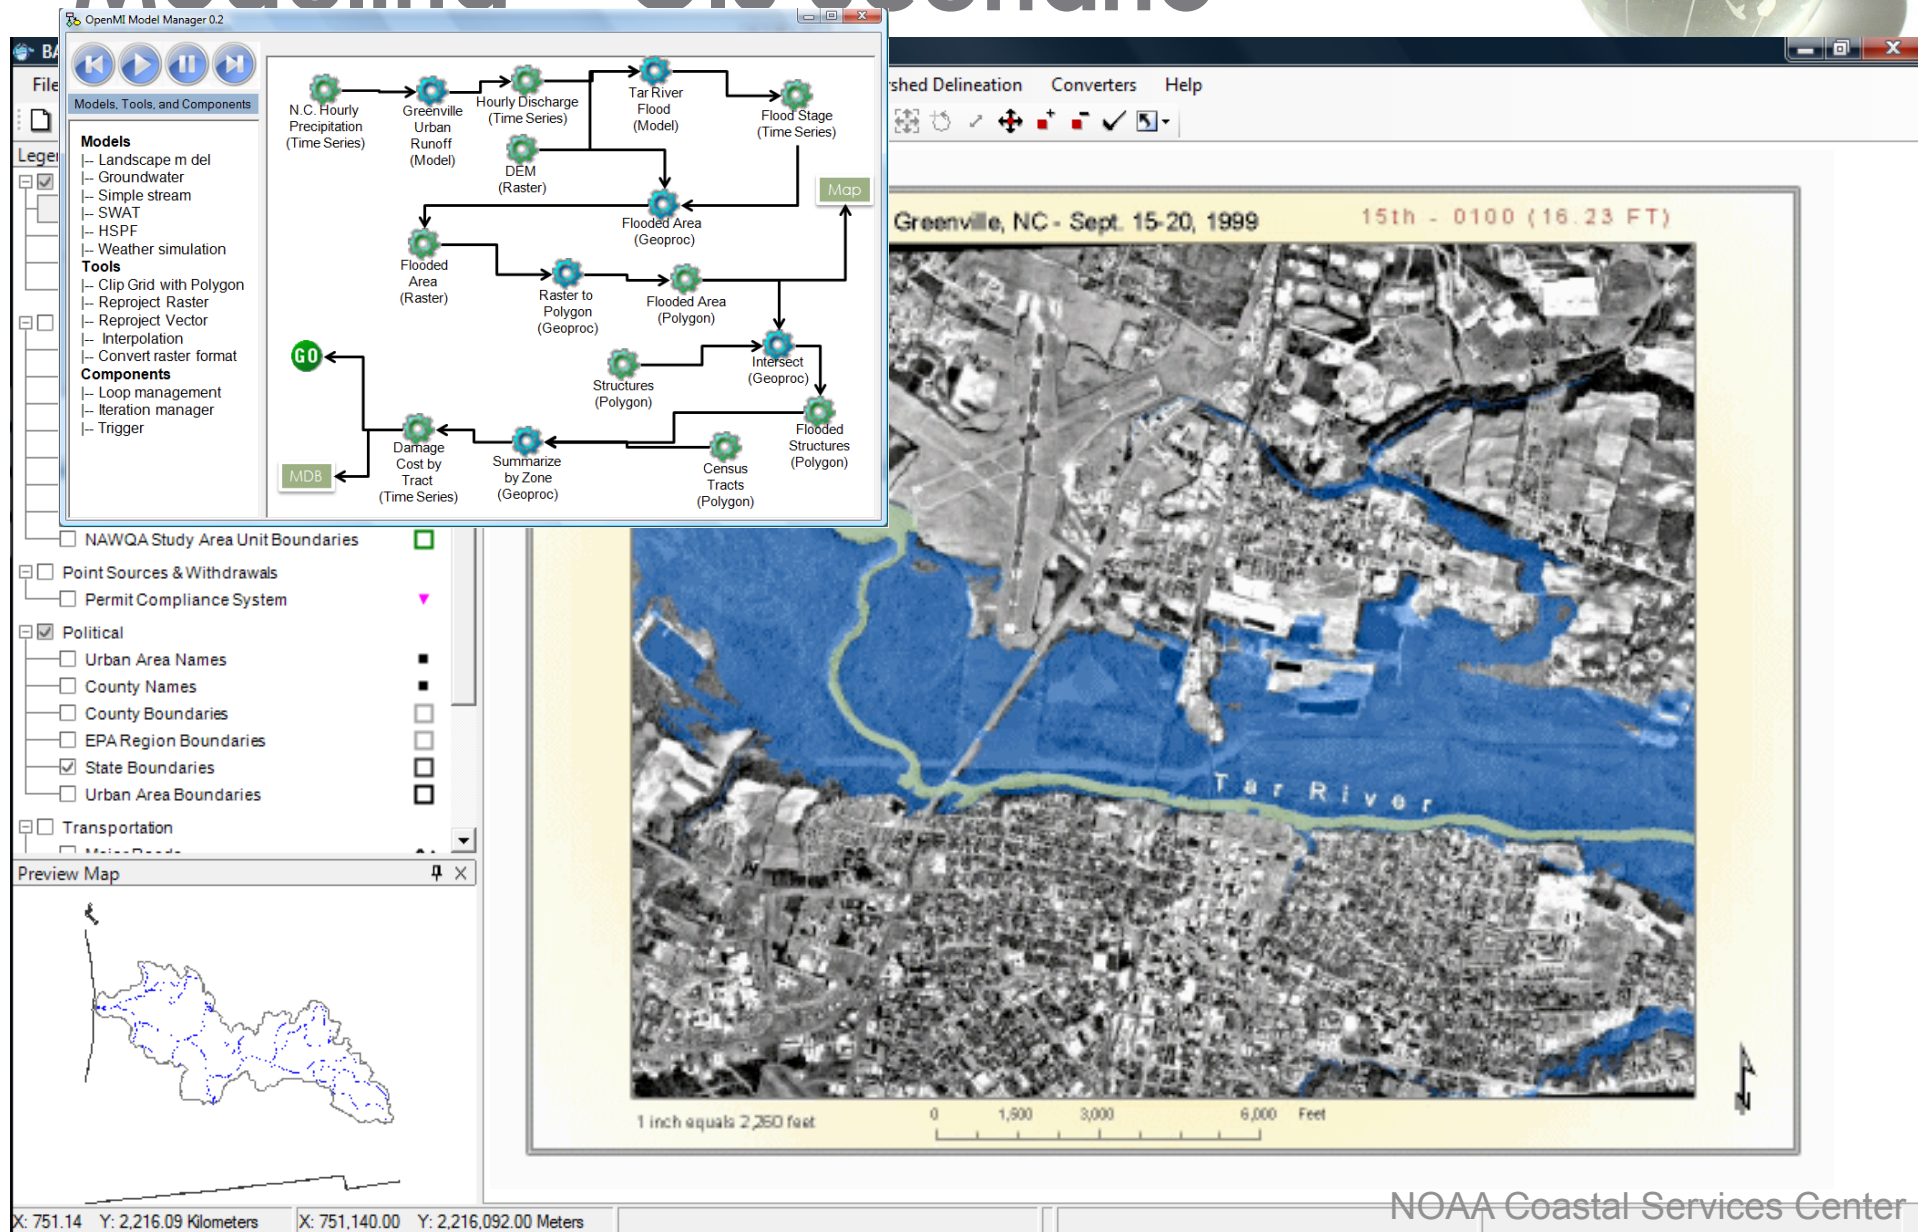 OpenMI Model Manager 0.2
Models, Tools, and Components
Models
|-- Landscape m del
|-- Groundwater
|-- Simple stream
|-- SWAT
|-- HSPF
|-- Weather simulation
Tools
|-- Clip Grid with Polygon
|-- Reproject Raster
|-- Reproject Vector
|-- Interpolation
|-- Convert raster format
Components
|-- Loop management
|-- Iteration manager
|-- Trigger
N.C. Hourly
Precipitation
(Time Series)
Greenville
Urban
Runoff
(Model)
Hourly Discharge
(Time Series)
Tar River
Flood
(Model)
Flood Stage
(Time Series)
DEM
(Raster)
Map
Flooded Area
(Geoproc)
Flooded
Area
(Raster)
Raster to
Polygon
(Geoproc)
Flooded Area
(Polygon)
Intersect
(Geoproc)
Structures
(Polygon)
GO
Flooded
Structures
(Polygon)
Census
Tracts
(Polygon)
Summarize
by Zone
(Geoproc)
Damage
Cost by
Tract
(Time Series)
MDB
BA
File
shed Delineation Converters Help
Legen
NAWQA Study Area Unit Boundaries
Point Sources & Withdrawals
Permit Compliance System
Political
Urban Area Names
County Names
County Boundaries
EPA Region Boundaries
State Boundaries
Urban Area Boundaries
Transportation
Preview Map
Greenville, NC - Sept. 15-20, 1999
15th - 0100 (16.23 FT)
Tar River
1 inch equals 2,260 feet
0 1,500 3,000 6,000 Feet
X: 751.14 Y: 2,216.09 Kilometers
X: 751,140.00 Y: 2,216,092.00 Meters
NOAA Coastal Services Center